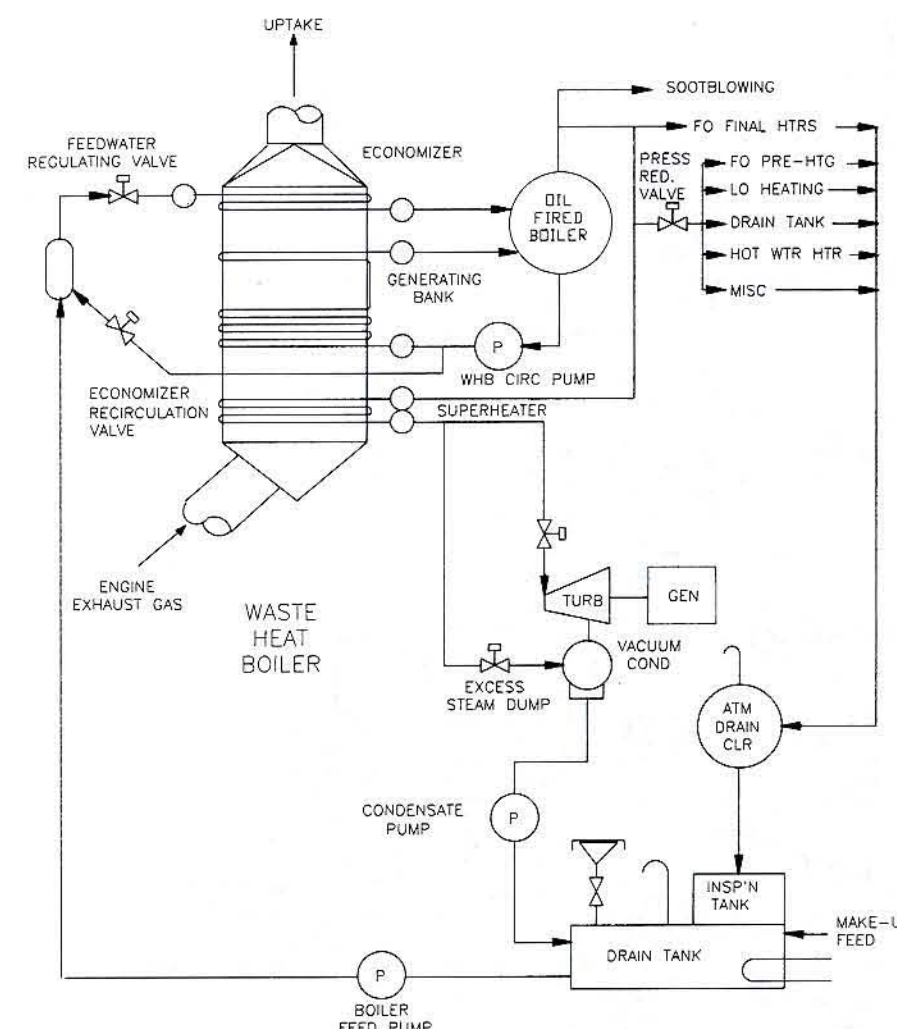 UPTAKE
SOOTBLOWING
FEEDWATER
REGULATING VALVE
ECONOMIZER
FO FINAL HTRS
PRESS
RED.
VALVE
FO PRE-HTG
LO HEATING
DRAIN TANK
HOT WTR HTR
MISC
OIL
FIRED
BOILER
GENERATING
BANK
P
WHB CIRC PUMP
ECONOMIZER
RECIRCULATION
VALVE
SUPERHEATER
ENGINE
EXHAUST GAS
WASTE
HEAT
BOILER
TURB
GEN
VACUUM
COND
EXCESS
STEAM DUMP
ATM
DRAIN
CLR
CONDENSATE
PUMP
P
INSP'N
TANK
MAKE-U
FEED
DRAIN TANK
P
BOILER
FEED PUMP